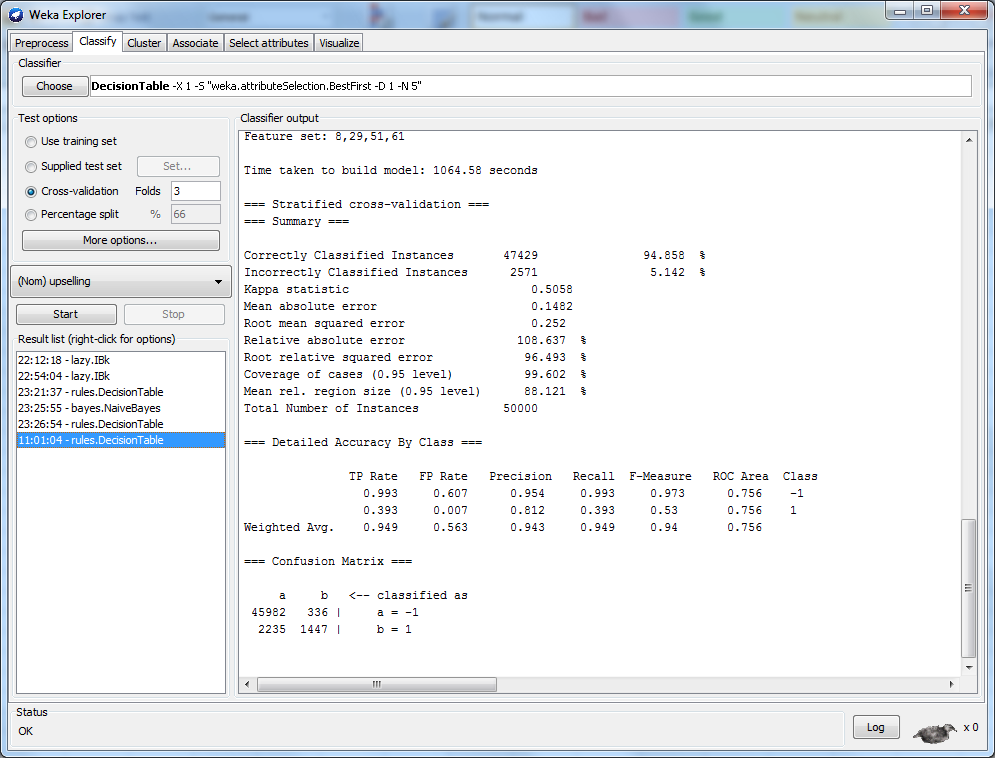 Weka Explorer
Preprocess Classify Cluster Associate Select attributes Visualize
Classifier
Choose DecisionTable -X 1 -S "weka.attributeSelection.BestFirst -D 1 -N 5"
Test options
Use training set
Supplied test set Set...
Cross-validation Folds 3
Percentage split % 66
More options...
(Nom) upselling
Start Stop
Result list (right-click for options)
22:12:18 - lazy.IBk
22:54:04 - lazy.IBk
23:21:37 - rules.DecisionTable
23:25:55 - bayes.NaiveBayes
23:26:54 - rules.DecisionTable
11:01:04 - rules.DecisionTable
Classifier output
Feature set: 8,29,51,61
Time taken to build model: 1064.58 seconds
=== Stratified cross-validation ===
=== Summary ===
Correctly Classified Instances 47429 94.858 %
Incorrectly Classified Instances 2571 5.142 %
Kappa statistic 0.5058
Mean absolute error 0.1482
Root mean squared error 0.252
Relative absolute error 108.637 %
Root relative squared error 96.493 %
Coverage of cases (0.95 level) 99.602 %
Mean rel. region size (0.95 level) 88.121 %
Total Number of Instances 50000
=== Detailed Accuracy By Class ===
TP Rate FP Rate Precision Recall F-Measure ROC Area Class
0.993 0.607 0.954 0.993 0.973 0.756 -1
0.393 0.007 0.812 0.393 0.53 0.756 1
Weighted Avg. 0.949 0.563 0.943 0.949 0.94 0.756
=== Confusion Matrix ===
a b <-- classified as
45982 336 | a = -1
2235 1447 | b = 1
Status
OK
Log x 0